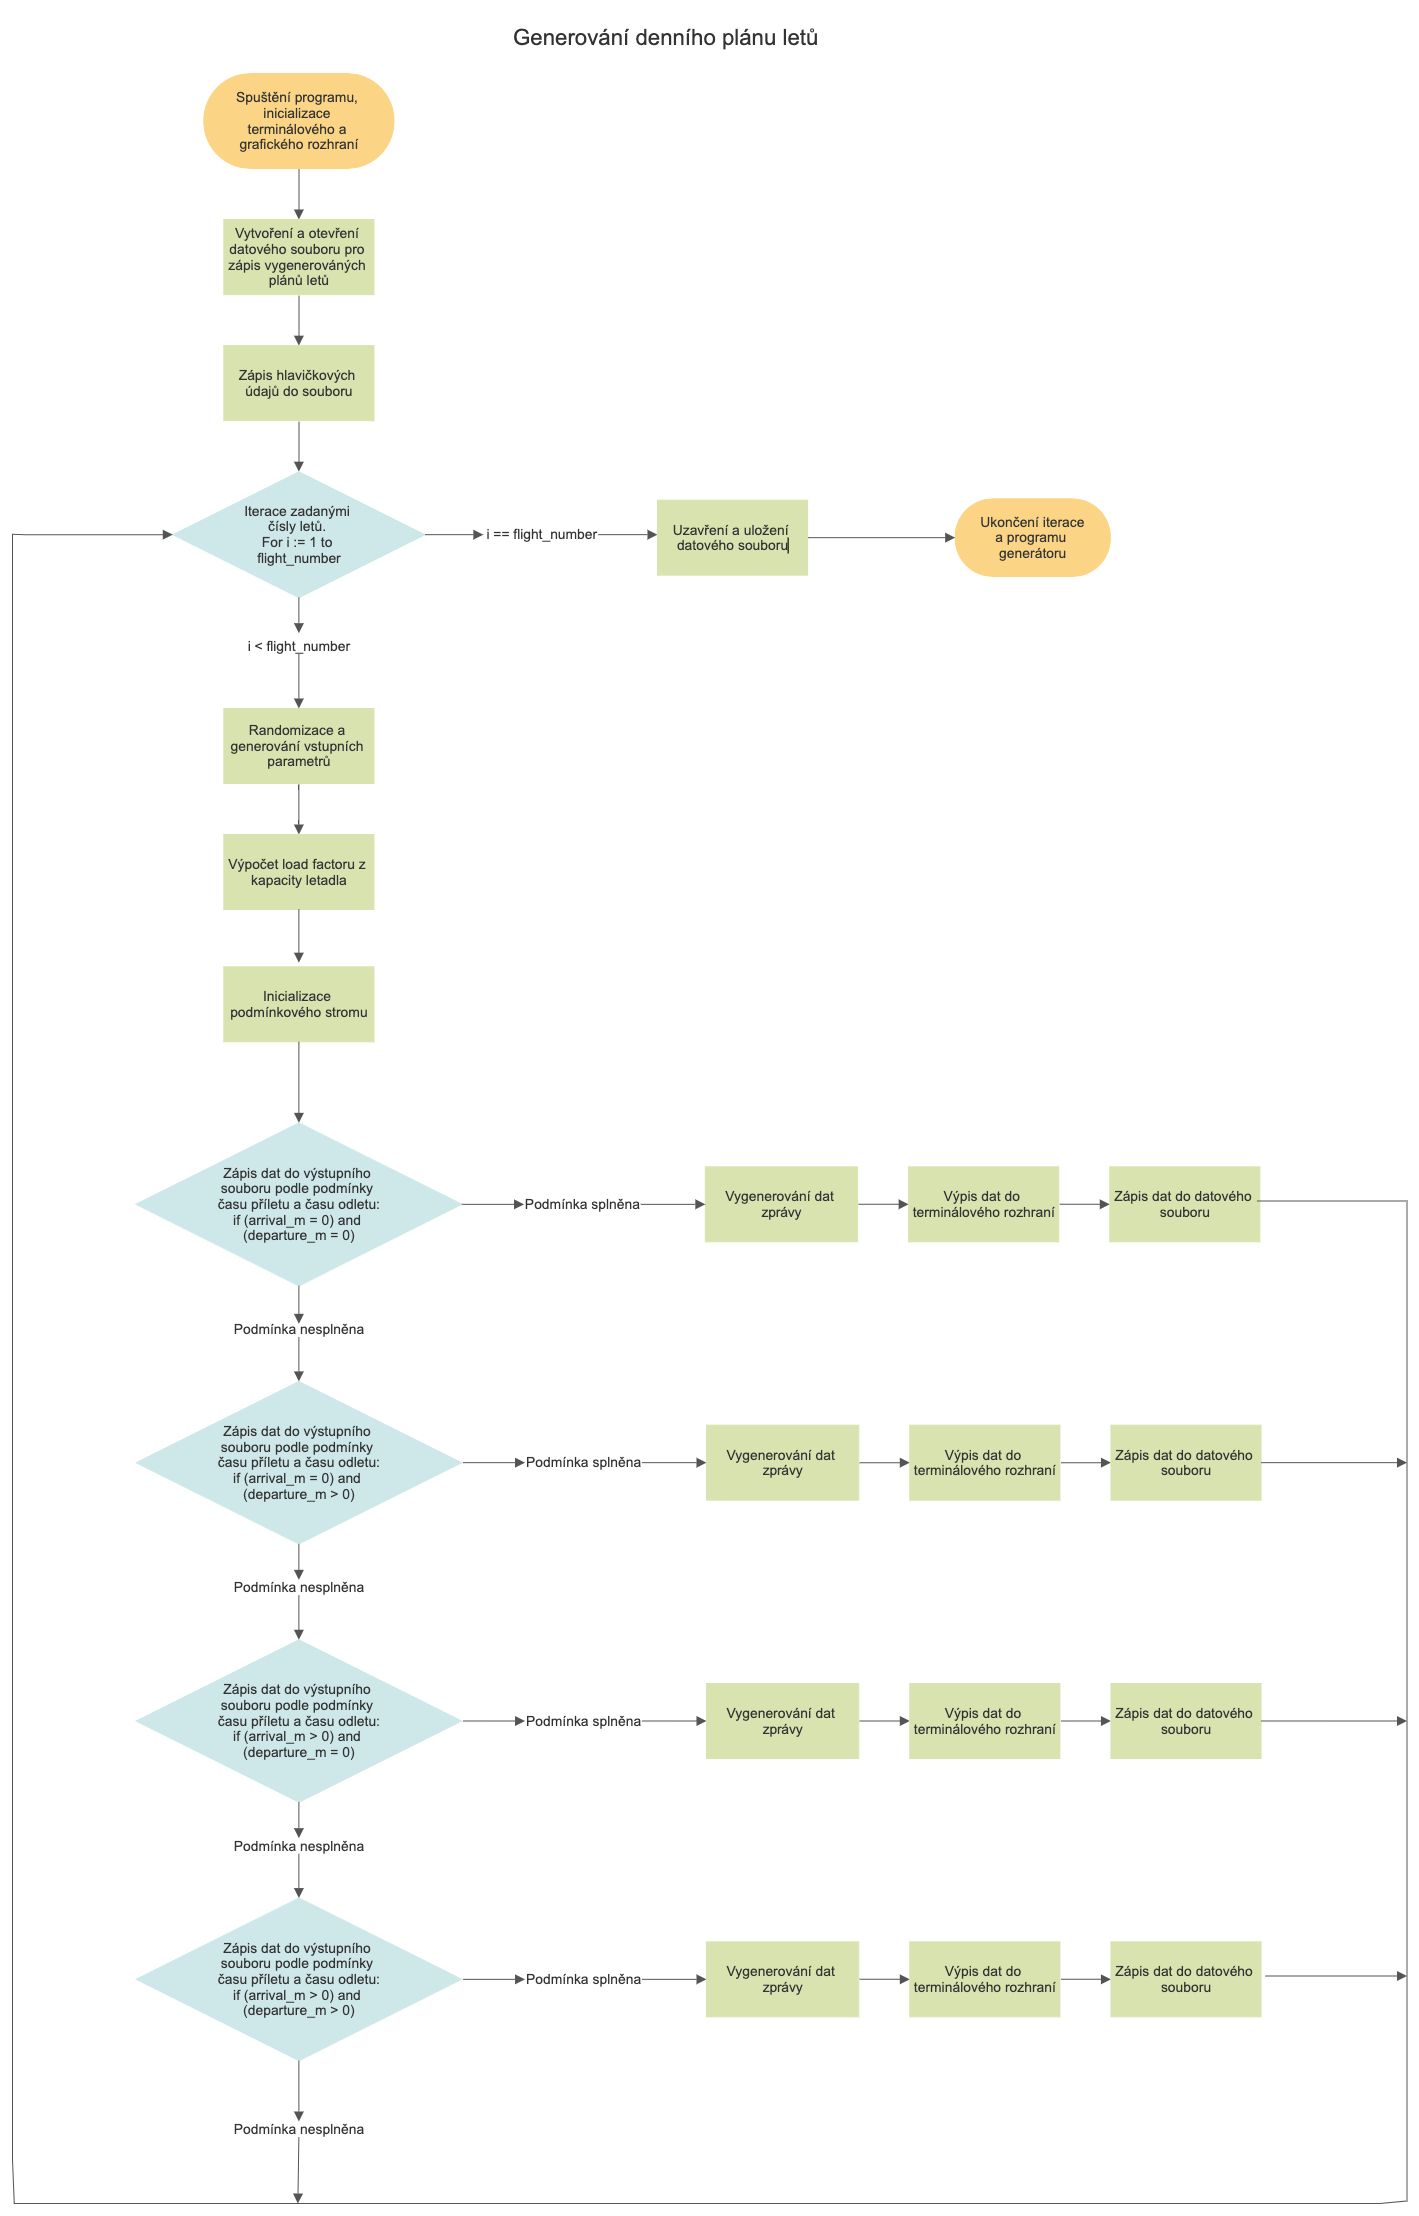 Generování denního plánu letů
Spuštění programu,
inicializace
terminálového a
grafického rozhraní
Vytvoření a otevření
datového souboru pro
zápis vygenerováných
plánů letů
Zápis hlavičkových
údajů do souboru
Iterace zadanými
čísly letů.
For i := 1 to
flight_number
i == flight_number
Uzavření a uložení
datového souboru
Ukončení iterace
a programu
generátoru
i < flight_number
Randomizace a
generování vstupních
parametrů
Výpočet load factoru z
kapacity letadla
Inicializace
podmínkového stromu
Zápis dat do výstupního
souboru podle podmínky
času příletu a času odletu:
if (arrival_m = 0) and
(departure_m = 0)
Podmínka splněna
Vygenerování dat
zprávy
Výpis dat do
terminálového rozhraní
Zápis dat do datového
souboru
Podmínka nesplněna
Zápis dat do výstupního
souboru podle podmínky
času příletu a času odletu:
if (arrival_m = 0) and
(departure_m > 0)
Podmínka splněna
Vygenerování dat
zprávy
Výpis dat do
terminálového rozhraní
Zápis dat do datového
souboru
Podmínka nesplněna
Zápis dat do výstupního
souboru podle podmínky
času příletu a času odletu:
if (arrival_m > 0) and
(departure_m = 0)
Podmínka splněna
Vygenerování dat
zprávy
Výpis dat do
terminálového rozhraní
Zápis dat do datového
souboru
Podmínka nesplněna
Zápis dat do výstupního
souboru podle podmínky
času příletu a času odletu:
if (arrival_m > 0) and
(departure_m > 0)
Podmínka splněna
Vygenerování dat
zprávy
Výpis dat do
terminálového rozhraní
Zápis dat do datového
souboru
Podmínka nesplněna